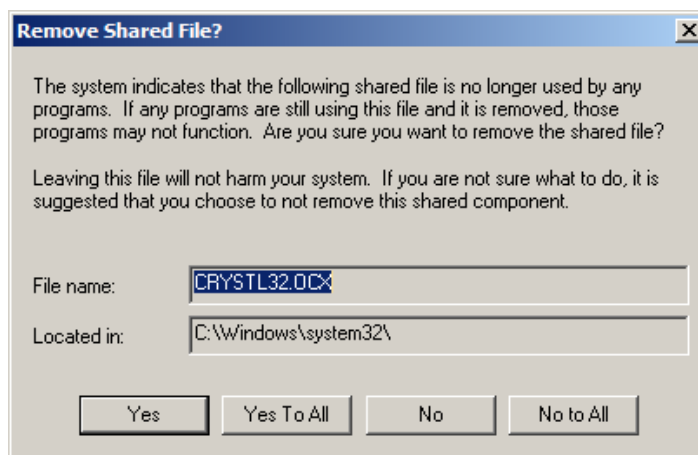 Remove Shared File?
The system indicates that the following shared file is no longer used by any
programs. If any programs are still using this file and it is removed, those
programs may not function. Are you sure you want to remove the shared file?
Leaving this file will not harm your system. If you are not sure what to do, it is
suggested that you choose to not remove this shared component.
File name: CRYSTL32.OCX
Located in: C:\Windows\system32\
Yes Yes To All No No to All